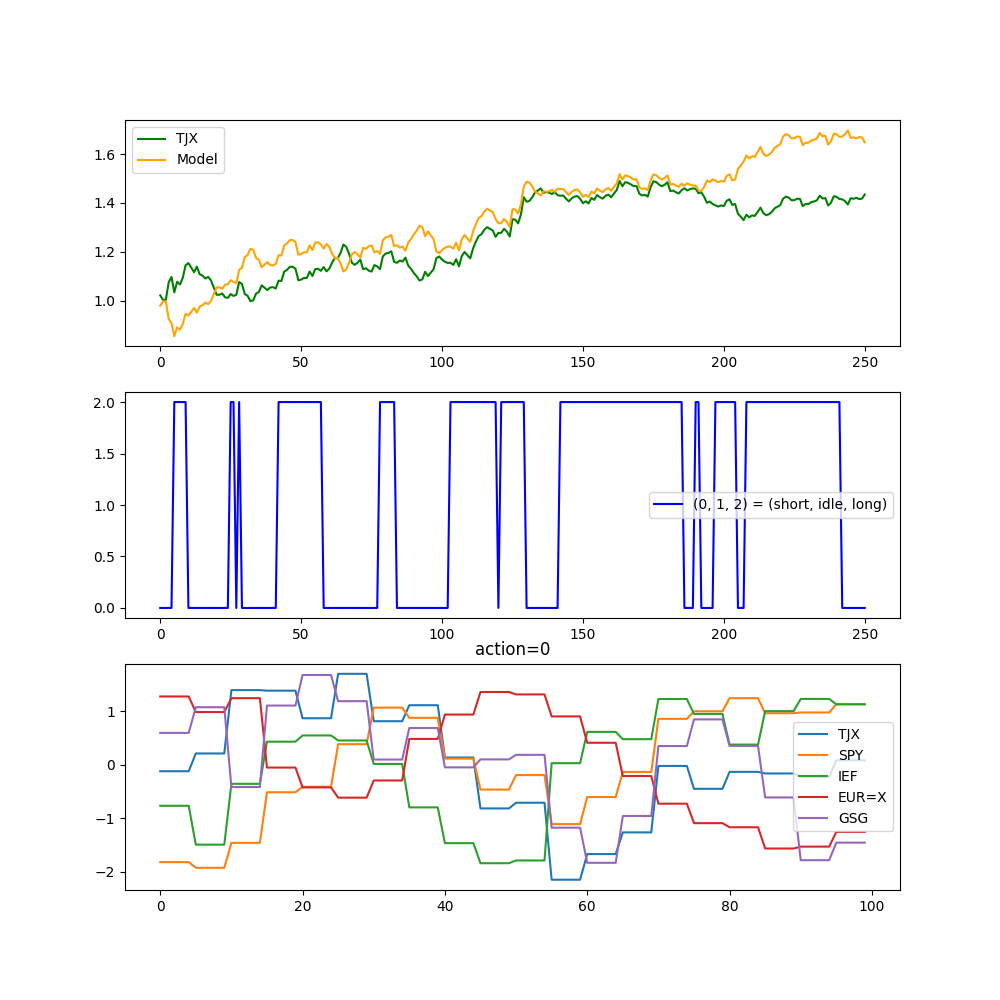 TJX
Model
1.6
1.4
1.2
1.0
0 50 100 150 200 250
2.0
1.5
1.0
0.5
0.0
(0, 1, 2) = (short, idle, long)
0 50 100 150 200 250
action=0
1
0
−1
−2
TJX
SPY
IEF
EUR=X
GSG
0 20 40 60 80 100